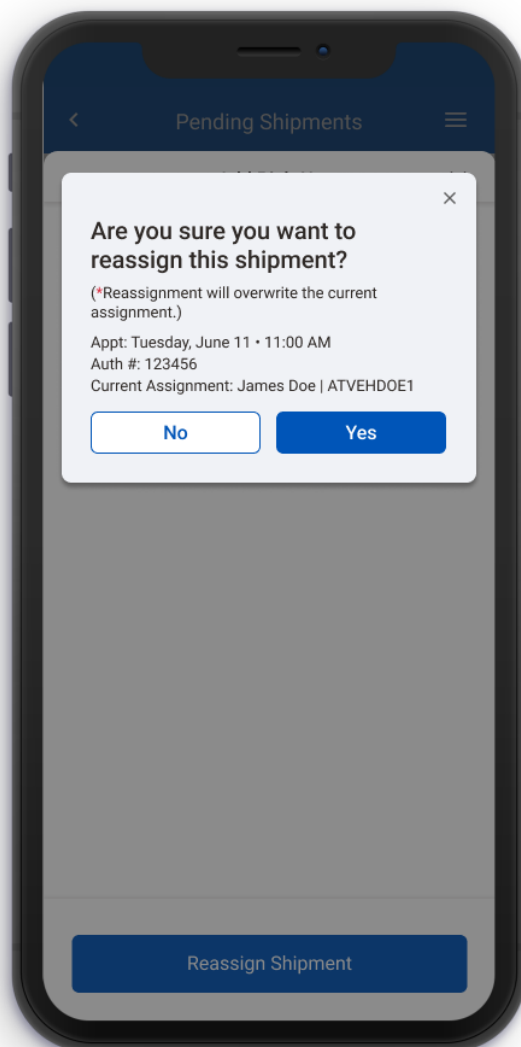 Pending Shipments
Are you sure you want to
reassign this shipment?
(*Reassignment will overwrite the current
assignment.)
Appt: Tuesday, June 11 • 11:00 AM
Auth #: 123456
Current Assignment: James Doe | ATVEHDOE1
No
Yes
Reassign Shipment